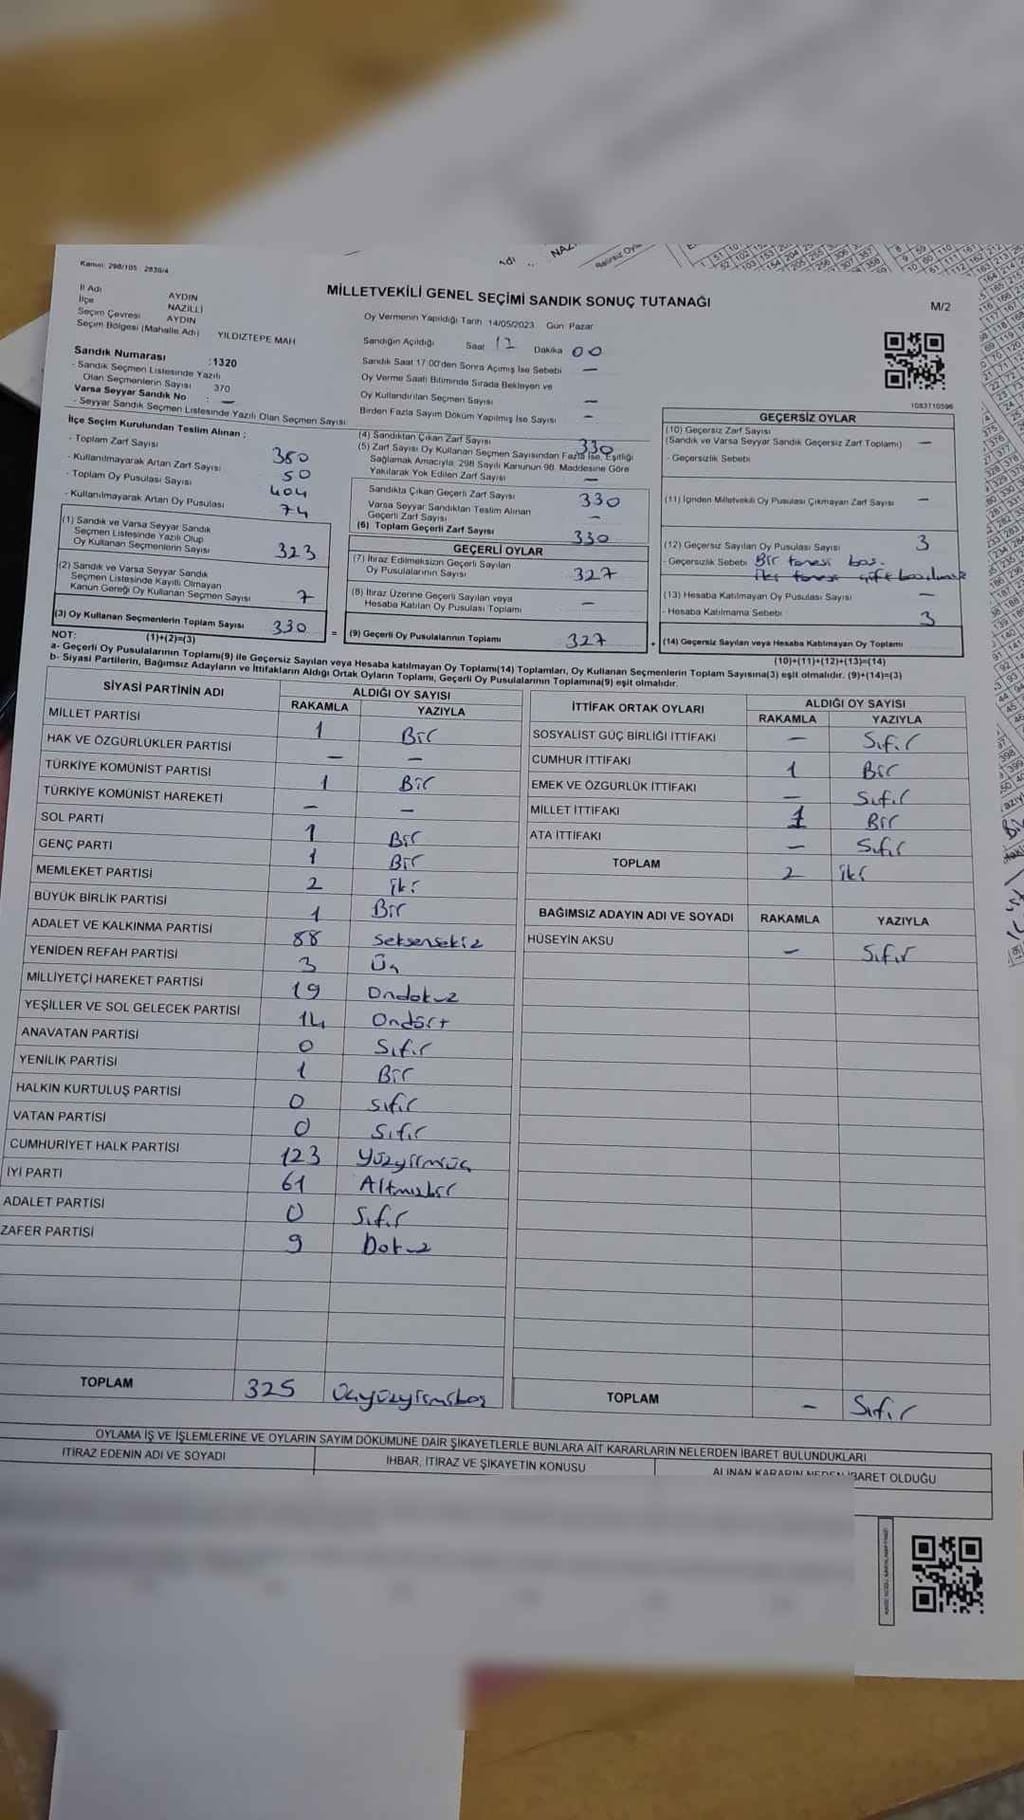 Kanun: 298/105 2839/4
MİLLETVEKİLİ GENEL SEÇİMİ SANDIK SONUÇ TUTANAĞI
M/2
İl Adı AYDIN
İlçe NAZİLLİ
Seçim Çevresi AYDIN
Seçim Bölgesi (Mahalle Adı) YILDIZTEPE MAH
Sandık Numarası :1320
- Sandık Seçmen Listesinde Yazılı
Olan Seçmenlerin Sayısı 370
Varsa Seyyar Sandık No : —
- Seyyar Sandık Seçmen Listesinde Yazılı Olan Seçmen Sayısı
Oy Vermenin Yapıldığı Tarih 14/05/2023 Gün Pazar
Sandığın Açıldığı Saat 17 Dakika 00
Sandık Saat 17:00'den Sonra Açılmış İse Sebebi —
Oy Verme Saati Bitiminde Sırada Bekleyen ve
Oy Kullandırılan Seçmen Sayısı —
Birden Fazla Sayım Döküm Yapılmış İse Sayısı —
1083710596
İlçe Seçim Kurulundan Teslim Alınan :
- Toplam Zarf Sayısı 380
- Kullanılmayarak Artan Zarf Sayısı 50
- Toplam Oy Pusulası Sayısı 404
- Kullanılmayarak Artan Oy Pusulası 74
(1) Sandık ve Varsa Seyyar Sandık
Seçmen Listesinde Yazılı Olup
Oy Kullanan Seçmenlerin Sayısı 323
(2) Sandık ve Varsa Seyyar Sandık
Seçmen Listesinde Kayıtlı Olmayan
Kanun Gereği Oy Kullanan Seçmen Sayısı 7
(3) Oy Kullanan Seçmenlerin Toplam Sayısı 330
(1)+(2)=(3)
(4) Sandıktan Çıkan Zarf Sayısı 330
(5) Zarf Sayısı Oy Kullanan Seçmen Sayısından Fazla İse, Eşitliği
Sağlamak Amacıyla, 298 Sayılı Kanunun 98. Maddesine Göre
Yakılarak Yok Edilen Zarf Sayısı —
Sandıkta Çıkan Geçerli Zarf Sayısı 330
Varsa Seyyar Sandıktan Teslim Alınan
Geçerli Zarf Sayısı —
(6) Toplam Geçerli Zarf Sayısı 330
GEÇERLİ OYLAR
(7) İtiraz Edilmeksizin Geçerli Sayılan
Oy Pusulalarının Sayısı 327
(8) İtiraz Üzerine Geçerli Sayılan veya
Hesaba Katılan Oy Pusulası Toplamı —
= (9) Geçerli Oy Pusulalarının Toplamı 327
GEÇERSİZ OYLAR
(10) Geçersiz Zarf Sayısı
(Sandık ve Varsa Seyyar Sandık Geçersiz Zarf Toplamı) —
- Geçersizlik Sebebi
(11) İçinden Milletvekili Oy Pusulası Çıkmayan Zarf Sayısı —
(12) Geçersiz Sayılan Oy Pusulası Sayısı 3
- Geçersizlik Sebebi Bir tanesi boş.
İki tanesi çift basılmış
(13) Hesaba Katılmayan Oy Pusulası Sayısı —
- Hesaba Katılmama Sebebi 3
+ (14) Geçersiz Sayılan veya Hesaba Katılmayan Oy Toplamı
(10)+(11)+(12)+(13)=(14)
NOT:
a- Geçerli Oy Pusulalarının Toplamı(9) ile Geçersiz Sayılan veya Hesaba katılmayan Oy Toplamı(14) Toplamları, Oy Kullanan Seçmenlerin Toplam Sayısına(3) eşit olmalıdır. (9)+(14)=(3)
b- Siyasi Partilerin, Bağımsız Adayların ve İttifakların Aldığı Ortak Oyların Toplamı, Geçerli Oy Pusulalarının Toplamına(9) eşit olmalıdır.
SİYASİ PARTİNİN ADI ALDIĞI OY SAYISI
RAKAMLA YAZIYLA
MİLLET PARTİSİ 1 Bir
HAK VE ÖZGÜRLÜKLER PARTİSİ — —
TÜRKİYE KOMÜNİST PARTİSİ 1 Bir
TÜRKİYE KOMÜNİST HAREKETİ — —
SOL PARTİ 1 Bir
GENÇ PARTİ 1 Bir
MEMLEKET PARTİSİ 2 İki
BÜYÜK BİRLİK PARTİSİ 1 Bir
ADALET VE KALKINMA PARTİSİ 88 Seksensekiz
YENİDEN REFAH PARTİSİ 3 Üç
MİLLİYETÇİ HAREKET PARTİSİ 19 Ondokuz
YEŞİLLER VE SOL GELECEK PARTİSİ 14 Ondört
ANAVATAN PARTİSİ 0 Sıfır
YENİLİK PARTİSİ 1 Bir
HALKIN KURTULUŞ PARTİSİ 0 Sıfır
VATAN PARTİSİ 0 Sıfır
CUMHURİYET HALK PARTİSİ 123 Yüzyirmiüç
İYİ PARTİ 61 Altmışbir
ADALET PARTİSİ 0 Sıfır
ZAFER PARTİSİ 9 Dokuz
TOPLAM 325 Üçyüzyirmibeş
İTTİFAK ORTAK OYLARI ALDIĞI OY SAYISI
RAKAMLA YAZIYLA
SOSYALİST GÜÇ BİRLİĞİ İTTİFAKI — Sıfır
CUMHUR İTTİFAKI 1 Bir
EMEK VE ÖZGÜRLÜK İTTİFAKI — Sıfır
MİLLET İTTİFAKI 1 Bir
ATA İTTİFAKI — Sıfır
TOPLAM 2 İki
BAĞIMSIZ ADAYIN ADI VE SOYADI RAKAMLA YAZIYLA
HÜSEYİN AKSU — Sıfır
TOPLAM — Sıfır
OYLAMA İŞ VE İŞLEMLERİNE VE OYLARIN SAYIM DÖKÜMÜNE DAİR ŞİKAYETLERLE BUNLARA AİT KARARLARIN NELERDEN İBARET BULUNDUKLARI
İTİRAZ EDENİN ADI VE SOYADI İHBAR, İTİRAZ VE ŞİKAYETİN KONUSU ALINAN KARARIN NEDEN İBARET OLDUĞU